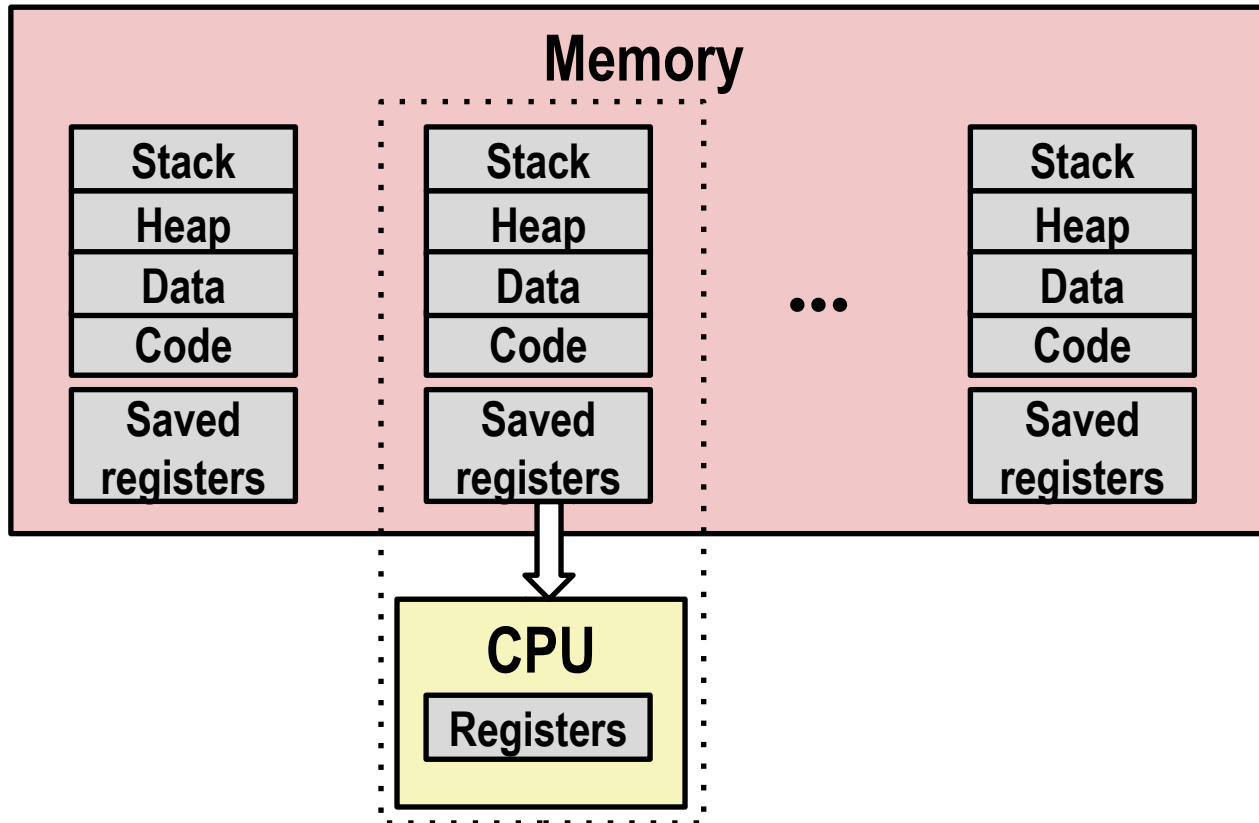 Memory
Stack
Heap
Data
Code
Saved
registers
Stack
Heap
Data
Code
Saved
registers
...
Stack
Heap
Data
Code
Saved
registers
CPU
Registers